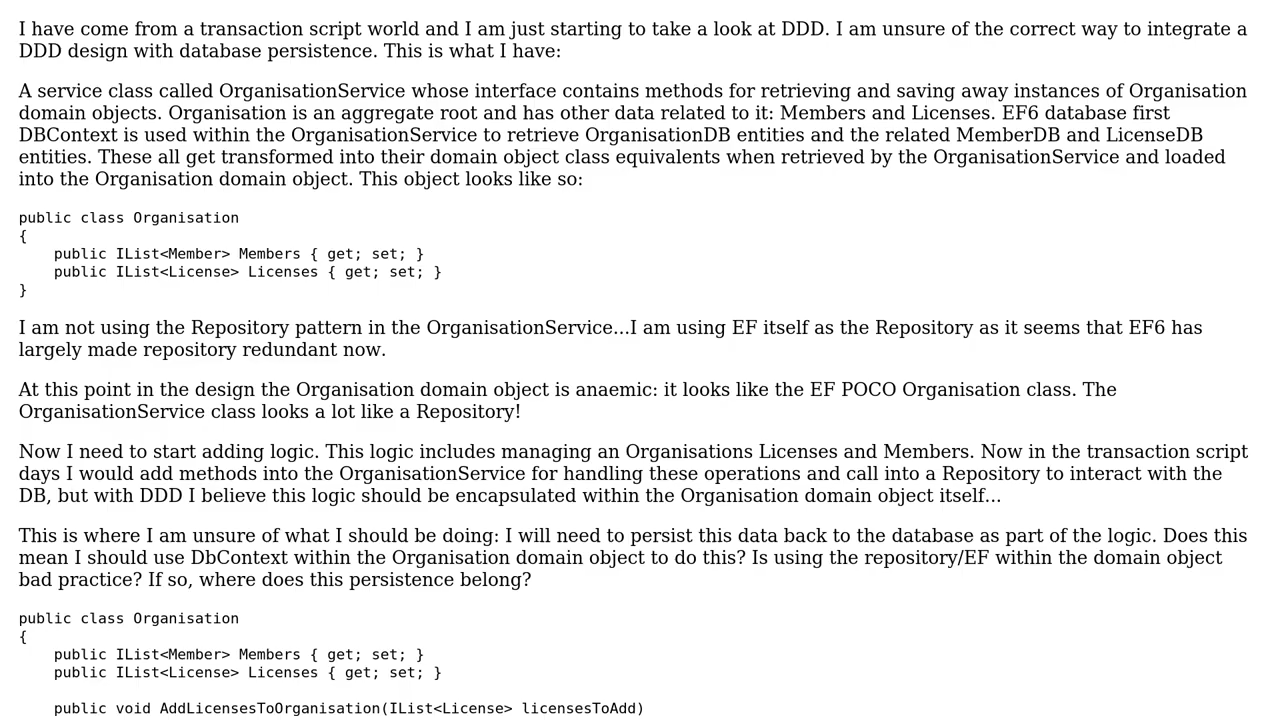 I have come from a transaction script world and I am just starting to take a look at DDD. I am unsure of the correct way to integrate a
DDD design with database persistence. This is what I have:
A service class called OrganisationService whose interface contains methods for retrieving and saving away instances of Organisation
domain objects. Organisation is an aggregate root and has other data related to it: Members and Licenses. EF6 database first
DBContext is used within the OrganisationService to retrieve OrganisationDB entities and the related MemberDB and LicenseDB
entities. These all get transformed into their domain object class equivalents when retrieved by the OrganisationService and loaded
into the Organisation domain object. This object looks like so:
public class Organisation
{
    public IList<Member> Members { get; set; }
    public IList<License> Licenses { get; set; }
}
I am not using the Repository pattern in the OrganisationService...I am using EF itself as the Repository as it seems that EF6 has
largely made repository redundant now.
At this point in the design the Organisation domain object is anaemic: it looks like the EF POCO Organisation class. The
OrganisationService class looks a lot like a Repository!
Now I need to start adding logic. This logic includes managing an Organisations Licenses and Members. Now in the transaction script
days I would add methods into the OrganisationService for handling these operations and call into a Repository to interact with the
DB, but with DDD I believe this logic should be encapsulated within the Organisation domain object itself...
This is where I am unsure of what I should be doing: I will need to persist this data back to the database as part of the logic. Does this
mean I should use DbContext within the Organisation domain object to do this? Is using the repository/EF within the domain object
bad practice? If so, where does this persistence belong?
public class Organisation
{
    public IList<Member> Members { get; set; }
    public IList<License> Licenses { get; set; }
    public void AddLicensesToOrganisation(IList<License> licensesToAdd)